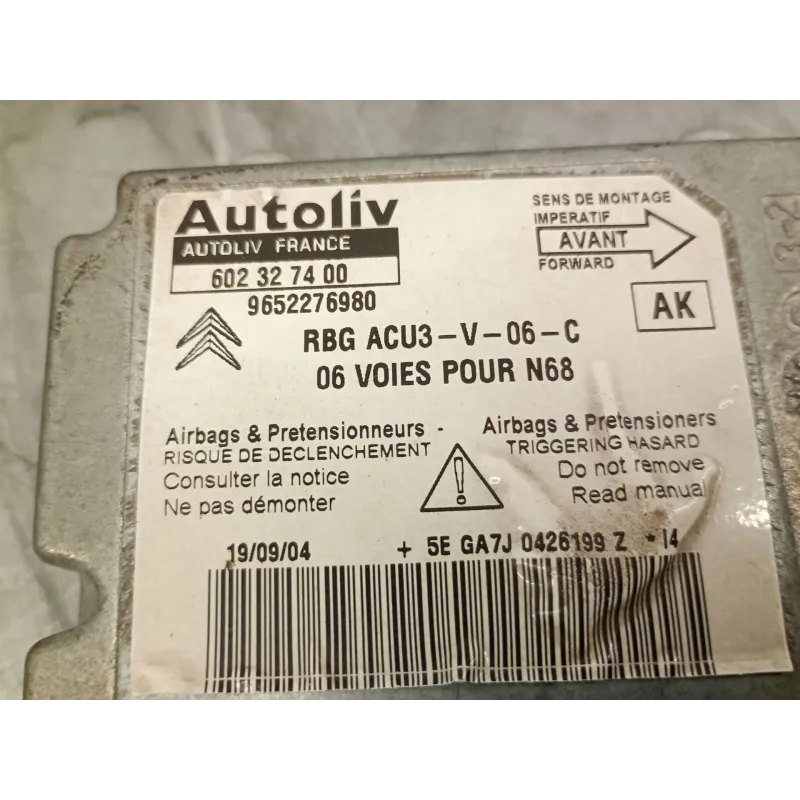 Autoliv
AUTOLIV FRANCE
602 32 74 00
9652276980
SENS DE MONTAGE
IMPERATIF
AVANT
FORWARD
AK
RBG ACU3-V-06-C
06 VOIES POUR N68
Airbags & Pretensionneurs -
RISQUE DE DECLENCHEMENT
Consulter la notice
Ne pas démonter
Airbags & Pretensioners
TRIGGERING HASARD
Do not remove
Read manual
19/09/04 + 5E GA7J 0426199 Z *14
3-2